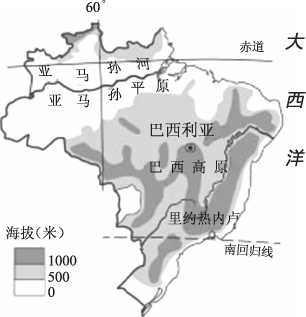 60°
大西洋
赤道
亚马孙河
亚马孙平原
巴西利亚
巴西高原
里约热内卢
海拔(米)
南回归线
1000
500
0